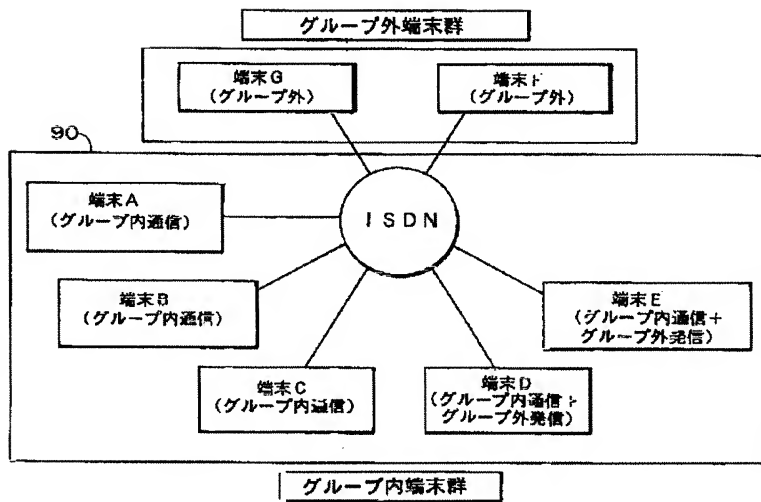 グループ外端末群
端末G
(グループ外)
端末F
(グループ外)
90
端末A
(グループ内通信)
ISDN
端末B
(グループ内通信)
端末E
(グループ内通信+
グループ外発信)
端末C
(グループ内通信)
端末D
(グループ内通信+
グループ外発信)
グループ内端末群